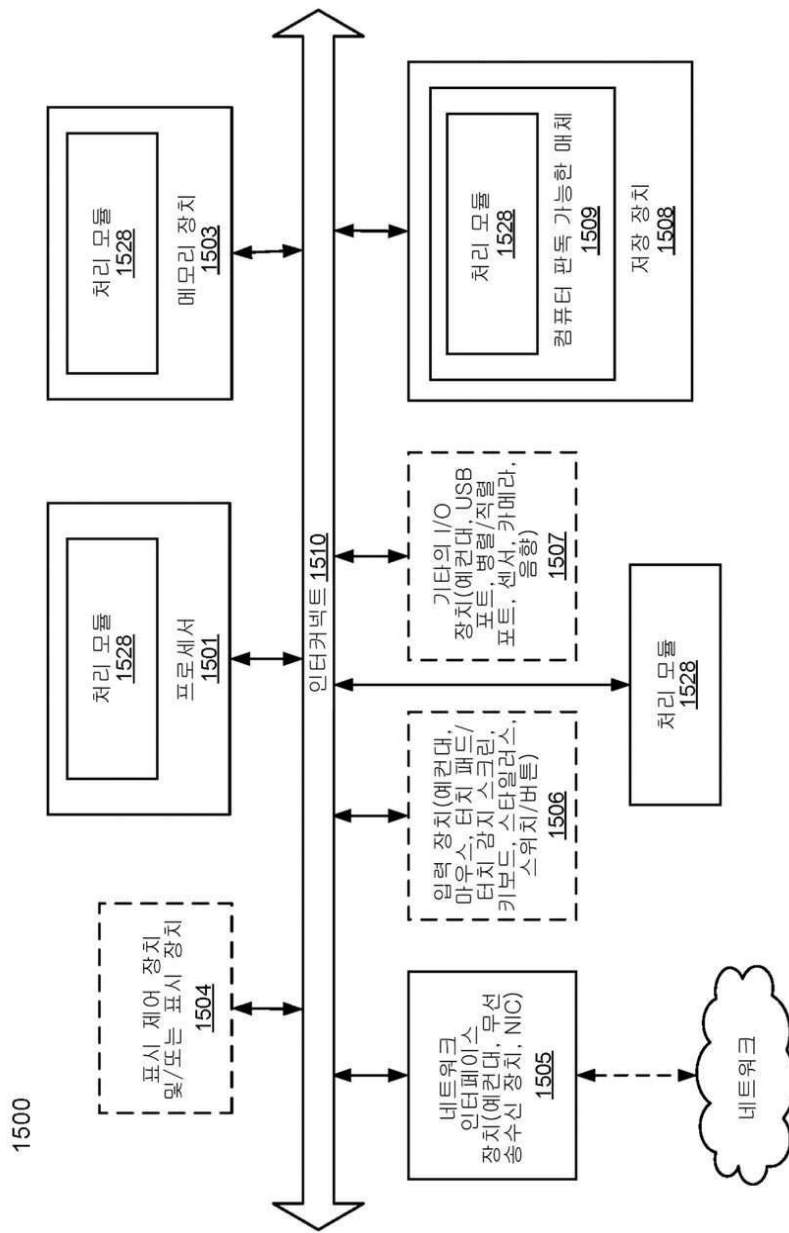 1500
표시 제어 장치
및/또는 표시 장치
1504
처리 모듈
1528
프로세서
1501
처리 모듈
1528
메모리 장치
1503
인터커넥트 1510
네트워크
인터페이스
장치(예컨대, 무선
송수신 장치, NIC)
1505
입력 장치(예컨대,
마우스, 터치 패드/
터치 감지 스크린,
키보드, 스타일러스,
스위치/버튼)
1506
기타의 I/O
장치(예컨대, USB
포트, 병렬/직렬
포트, 센서, 카메라,
음향)
1507
처리 모듈
1528
컴퓨터 판독 가능한 매체
1509
저장 장치
1508
네트워크
처리 모듈
1528